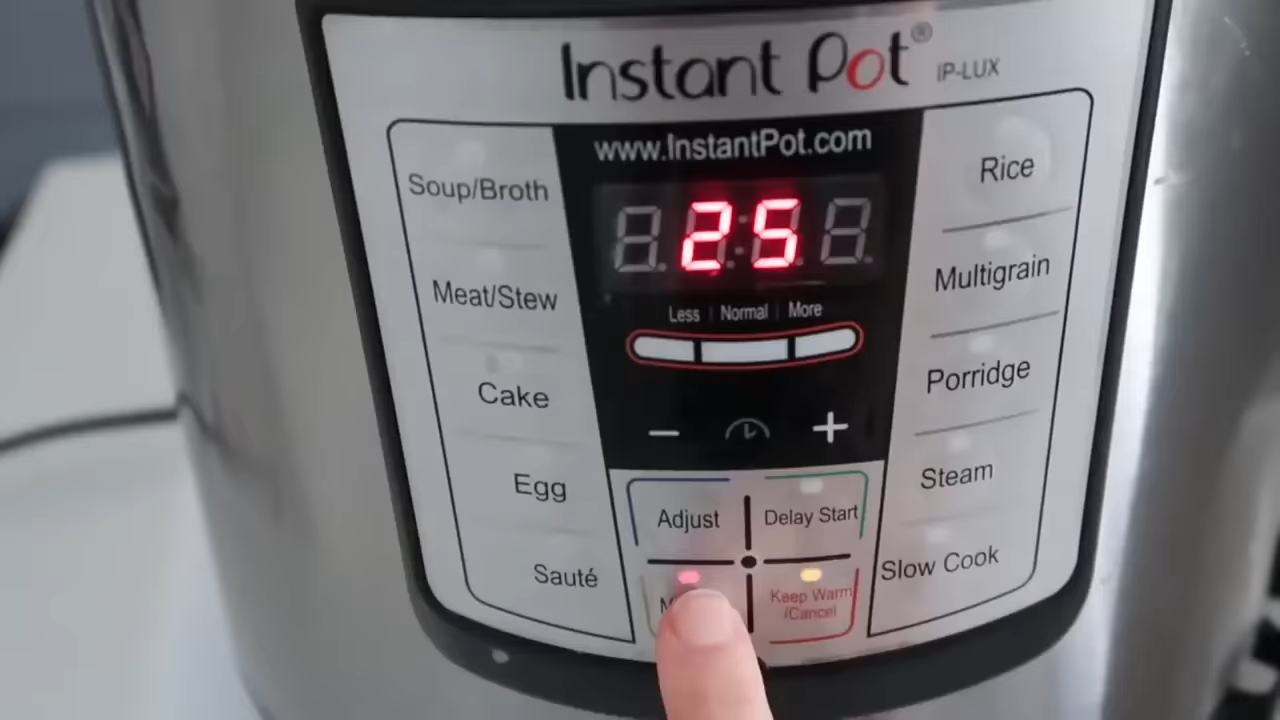 Instant Pot®
IP-LUX
www.InstantPot.com
25
Less | Normal | More
− +
Soup/Broth
Meat/Stew
Cake
Egg
Sauté
Rice
Multigrain
Porridge
Steam
Slow Cook
Adjust
Delay Start
Keep Warm
/Cancel